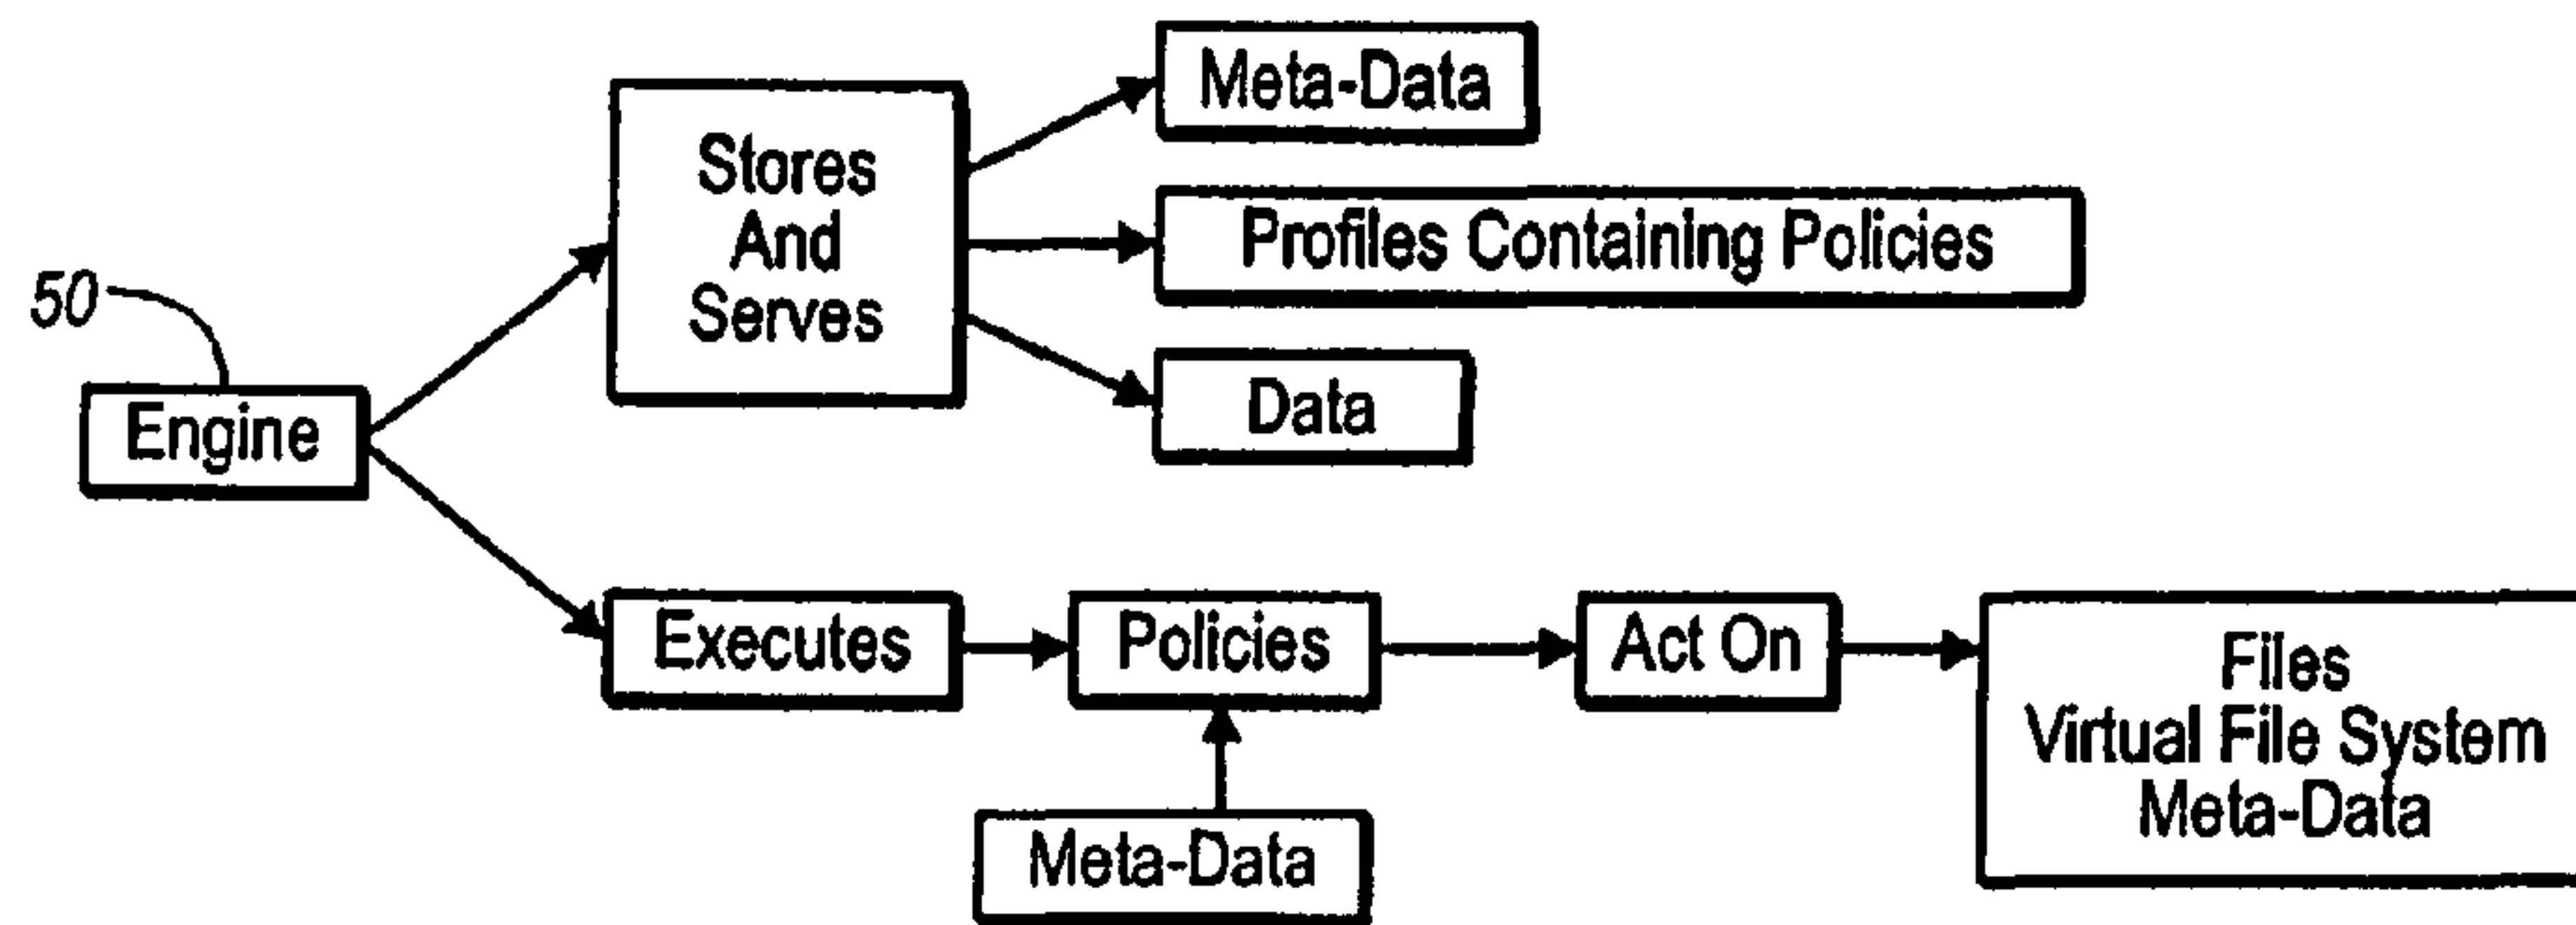 Meta-Data
Stores
And
Serves
Profiles Containing Policies
50
Data
Engine
Executes
Policies
Act On
Files
Virtual File System
Meta-Data
Meta-Data